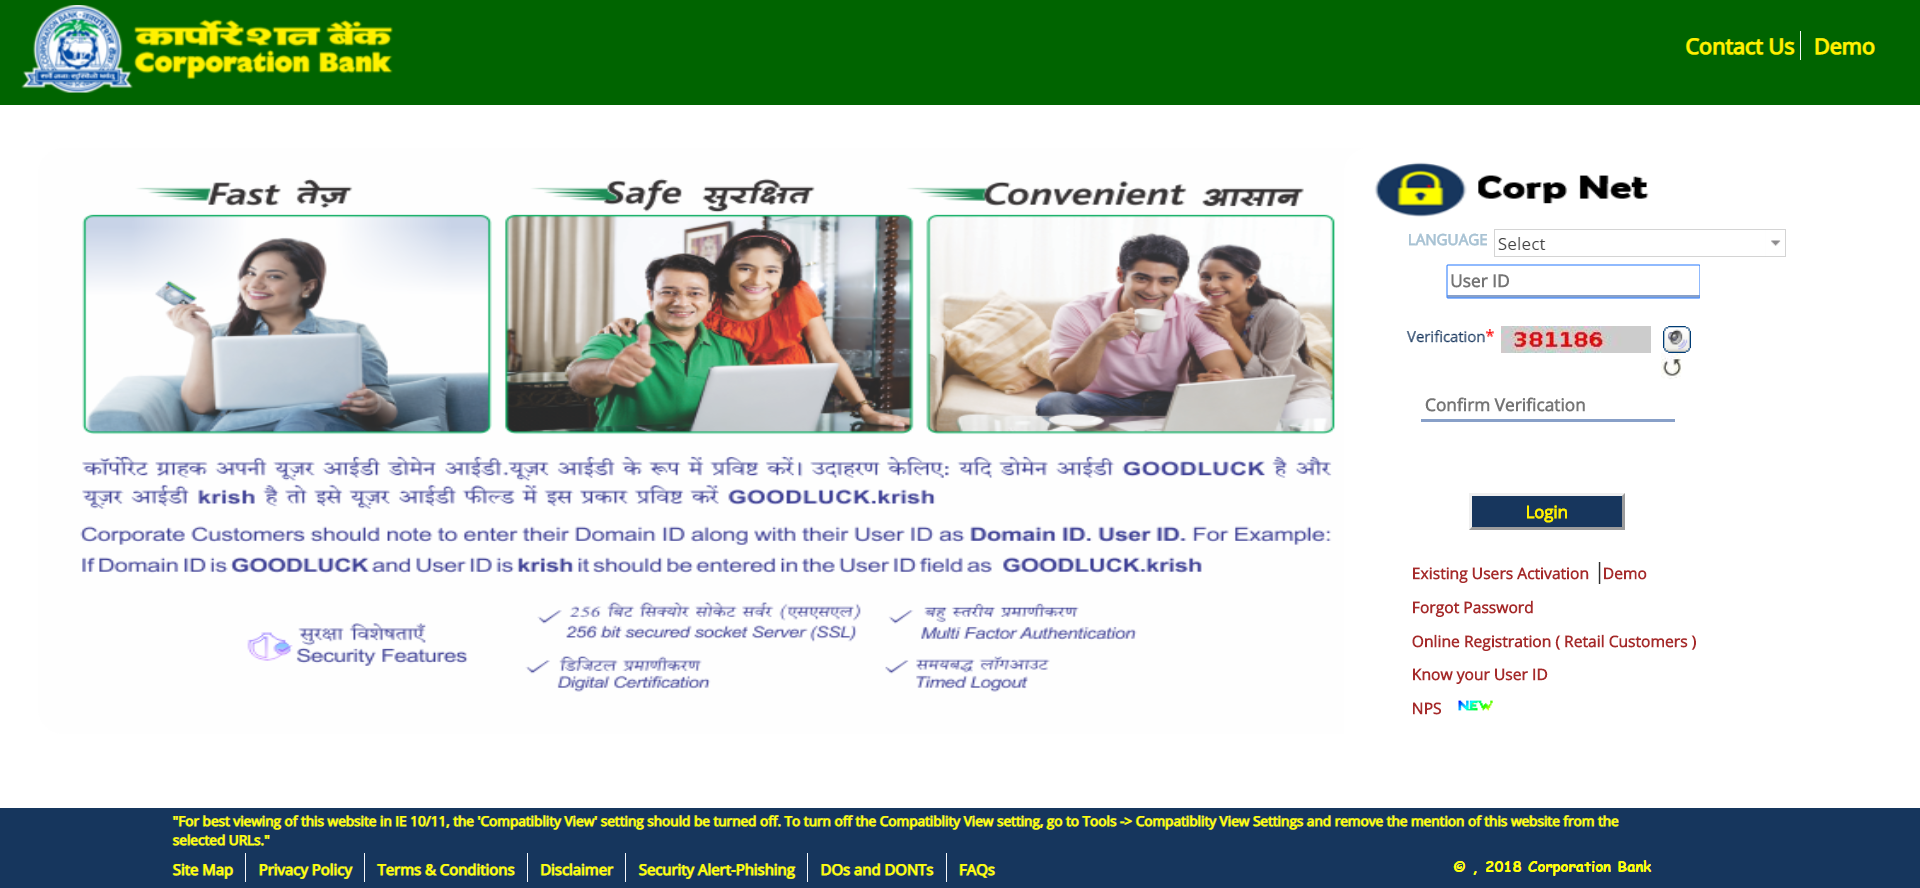 कार्पोरेशन बैंक
Corporation Bank
Contact Us
Demo
Fast तेज़
Safe सुरक्षित
Convenient आसान
Corp Net
LANGUAGE Select
User ID
Verification* 381186
Confirm Verification
Login
कॉर्पोरेट ग्राहक अपनी यूज़र आईडी डोमेन आईडी.यूज़र आईडी के रूप में प्रविष्ट करें। उदाहरण केलिए: यदि डोमेन आईडी GOODLUCK है और
यूज़र आईडी krish है तो इसे यूज़र आईडी फील्ड में इस प्रकार प्रविष्ट करें GOODLUCK.krish
Corporate Customers should note to enter their Domain ID along with their User ID as Domain ID. User ID. For Example:
If Domain ID is GOODLUCK and User ID is krish it should be entered in the User ID field as GOODLUCK.krish
सुरक्षा विशेषताएँ
Security Features
256 बिट सिक्योर सोकेट सर्वर (एसएसएल)
256 bit secured socket Server (SSL)
बहु स्तरीय प्रमाणीकरण
Multi Factor Authentication
डिजिटल प्रमाणीकरण
Digital Certification
समयबद्ध लॉगआउट
Timed Logout
Existing Users Activation | Demo
Forgot Password
Online Registration ( Retail Customers )
Know your User ID
NPS NEW
"For best viewing of this website in IE 10/11, the 'Compatiblity View' setting should be turned off. To turn off the Compatiblity View setting, go to Tools -> Compatiblity View Settings and remove the mention of this website from the
selected URLs."
Site Map
Privacy Policy
Terms & Conditions
Disclaimer
Security Alert-Phishing
DOs and DONTs
FAQs
© , 2018 Corporation Bank